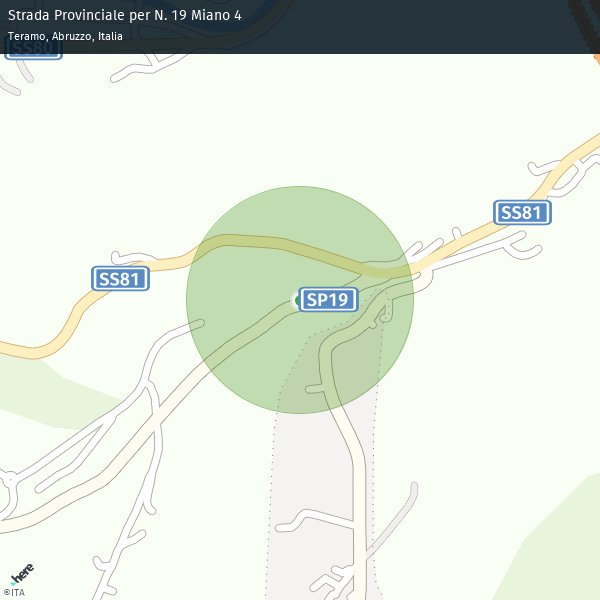 Strada Provinciale per N. 19 Miano 4
Teramo, Abruzzo, Italia
SS80
SS81
SS81
SP19
here
©ITA